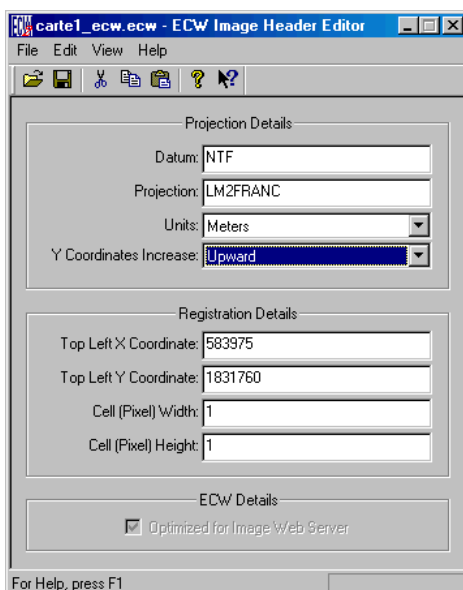 carte1_ecw.ecw - ECW Image Header Editor
File Edit View Help
Projection Details
Datum: NTF
Projection: LM2FRANC
Units: Meters
Y Coordinates Increase: Upward
Registration Details
Top Left X Coordinate: 583975
Top Left Y Coordinate: 1831760
Cell (Pixel) Width: 1
Cell (Pixel) Height: 1
ECW Details
Optimized for Image Web Server
For Help, press F1